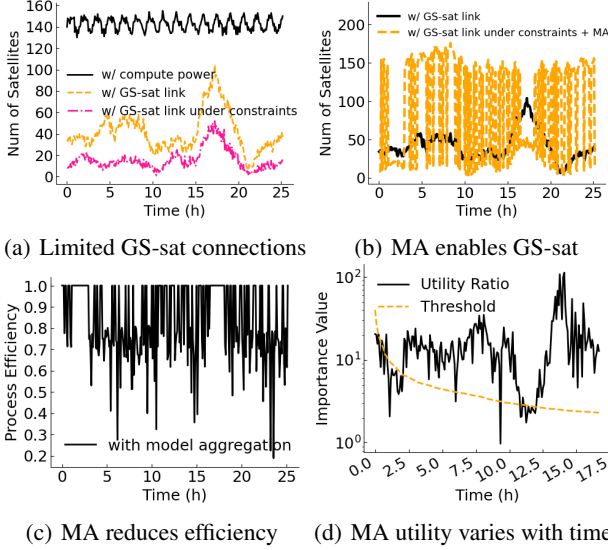 160
140
120
100
80
60
40
20
0
Num of Satellites
w/ compute power
w/ GS-sat link
w/ GS-sat link under constraints
0 5 10 15 20 25
Time (h)
(a) Limited GS-sat connections
200
150
100
50
0
Num of Satellites
w/ GS-sat link
w/ GS-sat link under constraints + MA
0 5 10 15 20 25
Time (h)
(b) MA enables GS-sat
1.0
0.9
0.8
0.7
0.6
0.5
0.4
0.3
0.2
Process Efficiency
with model aggregation
0 5 10 15 20 25
Time (h)
(c) MA reduces efficiency
10²
10¹
10⁰
Importance Value
Utility Ratio
Threshold
0.0 2.5 5.0 7.5 10.0 12.5 15.0 17.5
Time (h)
(d) MA utility varies with time